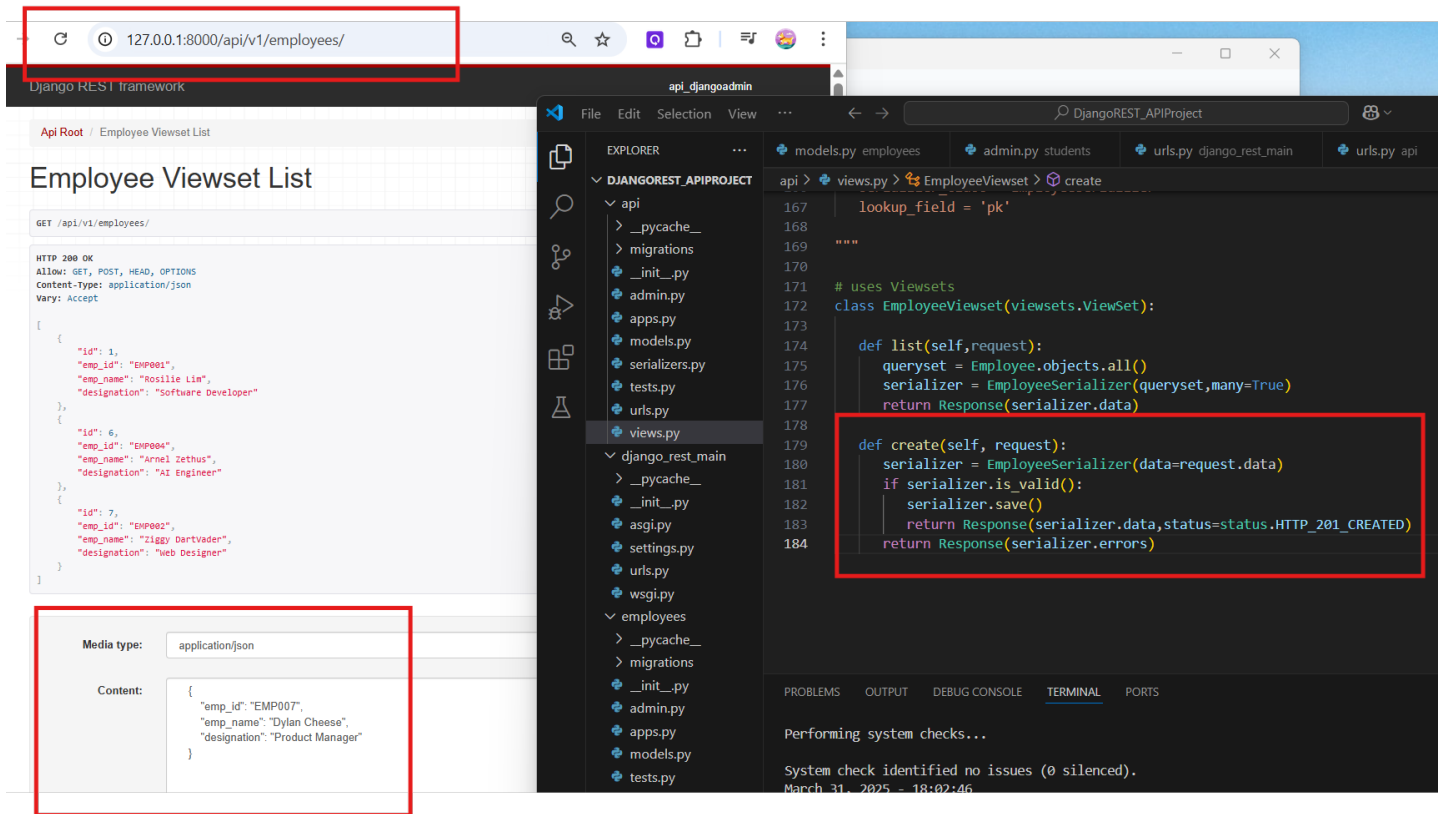 127.0.0.1:8000/api/v1/employees/
Django REST framework
api_djangoadmin
Api Root / Employee Viewset List
Employee Viewset List
GET /api/v1/employees/
HTTP 200 OK
Allow: GET, POST, HEAD, OPTIONS
Content-Type: application/json
Vary: Accept
[
{
"id": 1,
"emp_id": "EMP001",
"emp_name": "Rosilie Lim",
"designation": "Software Developer"
},
{
"id": 6,
"emp_id": "EMP004",
"emp_name": "Arnel Zethus",
"designation": "AI Engineer"
},
{
"id": 7,
"emp_id": "EMP002",
"emp_name": "Ziggy DartVader",
"designation": "Web Designer"
}
]
Media type: application/json
Content: {
"emp_id": "EMP007",
"emp_name": "Dylan Cheese",
"designation": "Product Manager"
}
File Edit Selection View ···
DjangoREST_APIProject
EXPLORER ···
DJANGOREST_APIPROJECT
api
__pycache__
migrations
__init__.py
admin.py
apps.py
models.py
serializers.py
tests.py
urls.py
views.py
django_rest_main
__pycache__
__init__.py
asgi.py
settings.py
urls.py
wsgi.py
employees
__pycache__
migrations
__init__.py
admin.py
apps.py
models.py
tests.py
models.py employees admin.py students urls.py django_rest_main urls.py api
api > views.py > EmployeeViewset > create
167 lookup_field = 'pk'
168
169 """
170
171 # uses Viewsets
172 class EmployeeViewset(viewsets.ViewSet):
173
174 def list(self,request):
175 queryset = Employee.objects.all()
176 serializer = EmployeeSerializer(queryset,many=True)
177 return Response(serializer.data)
178
179 def create(self, request):
180 serializer = EmployeeSerializer(data=request.data)
181 if serializer.is_valid():
182 serializer.save()
183 return Response(serializer.data,status=status.HTTP_201_CREATED)
184 return Response(serializer.errors)
PROBLEMS OUTPUT DEBUG CONSOLE TERMINAL PORTS
Performing system checks...
System check identified no issues (0 silenced).
March 31, 2025 - 18:02:46